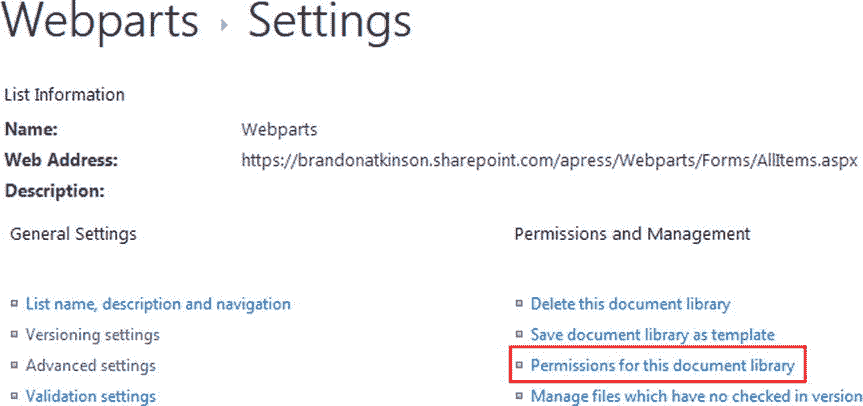 Webparts ▸ Settings
List Information
Name: Webparts
Web Address: https://brandonatkinson.sharepoint.com/apress/Webparts/Forms/AllItems.aspx
Description:
General Settings
List name, description and navigation
Versioning settings
Advanced settings
Validation settings
Permissions and Management
Delete this document library
Save document library as template
Permissions for this document library
Manage files which have no checked in version